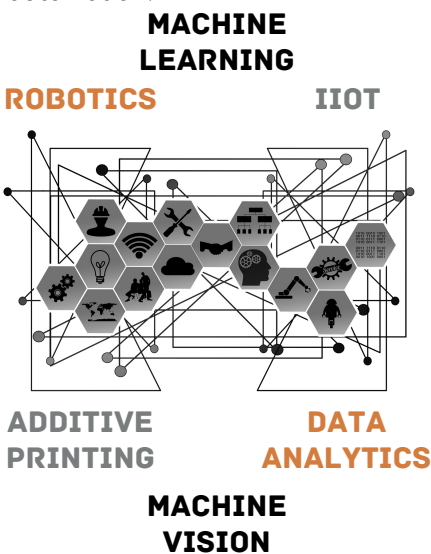 MACHINE
LEARNING
ROBOTICS IIOT
ADDITIVE DATA
PRINTING ANALYTICS
MACHINE
VISION